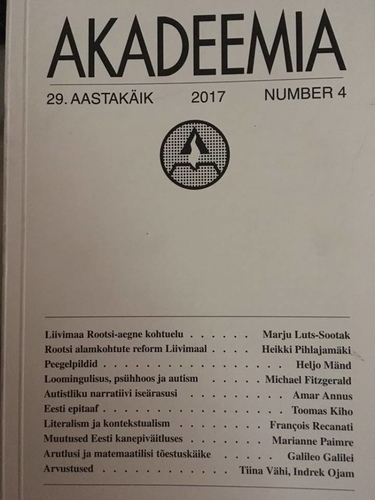 AKADEEMIA
29. AASTAKÄIK 2017 NUMBER 4
Liivimaa Rootsi-aegne kohtuelu . . . . . . Marju Luts-Sootak
Rootsi alamkohtute reform Liivimaal . . . . Heikki Pihlajamäki
Peegelpildid . . . . . . . . . . . . . . . . . Heljo Mänd
Loomingulisus, psühhoos ja autism . . . . . Michael Fitzgerald
Autistliku narratiivi iseärasusi . . . . . . . . . Amar Annus
Eesti epitaaf . . . . . . . . . . . . . . . . Toomas Kiho
Literalism ja kontekstualism . . . . . . . François Recanati
Muutused Eesti kanepiväitluses . . . . . . Marianne Paimre
Arutlusi ja matemaatilisi tõestuskäike . . . . Galileo Galilei
Arvustused . . . . . . . . . . . . . . Tiina Vähi, Indrek Ojam